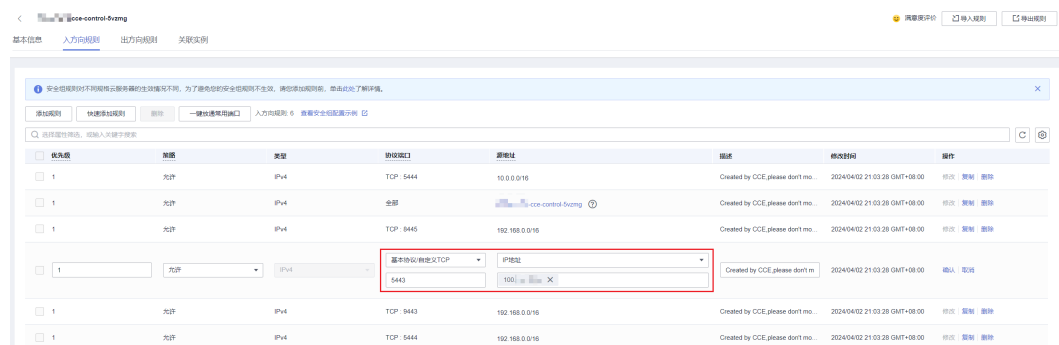 cce-control-5vzmg 满意度评价 导入规则 导出规则
基本信息 入方向规则 出方向规则 关联实例
安全组规则对不同规格云服务器的生效情况不同，为了避免您的安全组规则不生效，请您添加规则前，单击此处了解详情。
添加规则 快速添加规则 删除 一键放通常用端口 入方向规则: 6 查看安全组配置示例
选择属性筛选，或输入关键字搜索
优先级 策略 类型 协议端口 源地址 描述 修改时间 操作
1 允许 IPv4 TCP : 5444 10.0.0.0/16 Created by CCE,please don't mo... 2024/04/02 21:03:28 GMT+08:00 修改 复制 删除
1 允许 IPv4 全部 -cce-control-5vzmg Created by CCE,please don't mo... 2024/04/02 21:03:28 GMT+08:00 修改 复制 删除
1 允许 IPv4 TCP : 8445 192.168.0.0/16 Created by CCE,please don't mo... 2024/04/02 21:03:28 GMT+08:00 修改 复制 删除
基本协议/自定义TCP IP地址
1 允许 IPv4 Created by CCE,please don't m 2024/04/02 21:03:28 GMT+08:00 确认 取消
5443 100.
1 允许 IPv4 TCP : 9443 192.168.0.0/16 Created by CCE,please don't mo... 2024/04/02 21:03:28 GMT+08:00 修改 复制 删除
1 允许 IPv4 TCP : 5444 192.168.0.0/16 Created by CCE,please don't mo... 2024/04/02 21:03:28 GMT+08:00 修改 复制 删除